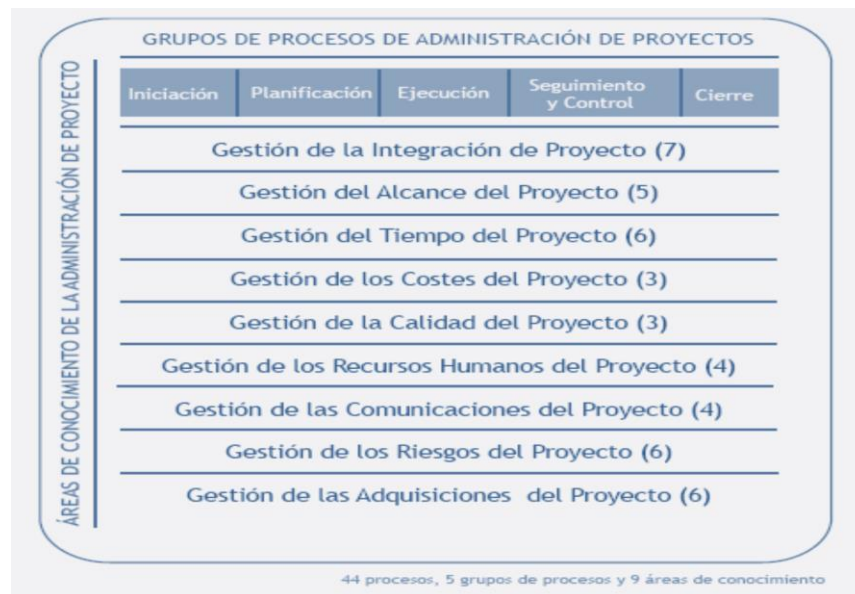 GRUPOS DE PROCESOS DE ADMINISTRACIÓN DE PROYECTOS
ÁREAS DE CONOCIMIENTO DE LA ADMINISTRACIÓN DE PROYECTO
Iniciación
Planificación
Ejecución
Seguimiento
y Control
Cierre
Gestión de la Integración de Proyecto (7)
Gestión del Alcance del Proyecto (5)
Gestión del Tiempo del Proyecto (6)
Gestión de los Costes del Proyecto (3)
Gestión de la Calidad del Proyecto (3)
Gestión de los Recursos Humanos del Proyecto (4)
Gestión de las Comunicaciones del Proyecto (4)
Gestión de los Riesgos del Proyecto (6)
Gestión de las Adquisiciones del Proyecto (6)
44 procesos, 5 grupos de procesos y 9 áreas de conocimiento